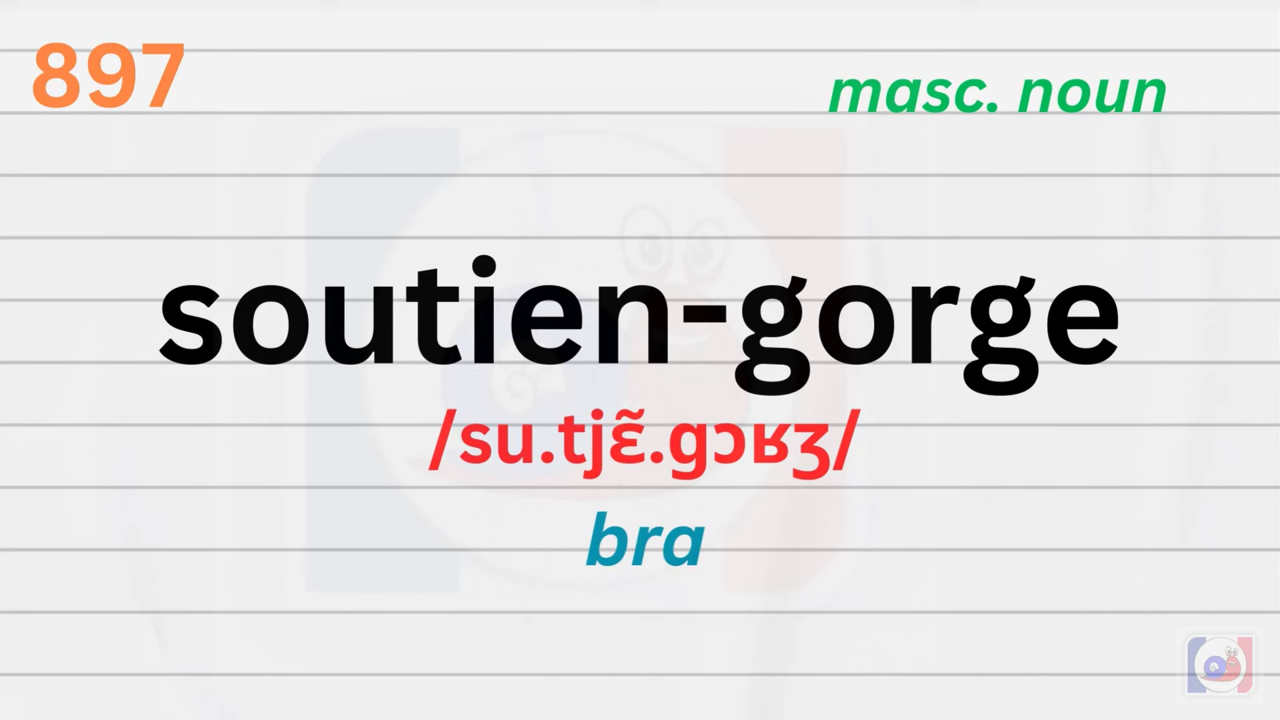 897
masc. noun
soutien-gorge
/su.tjɛ̃.ɡɔʁʒ/
bra